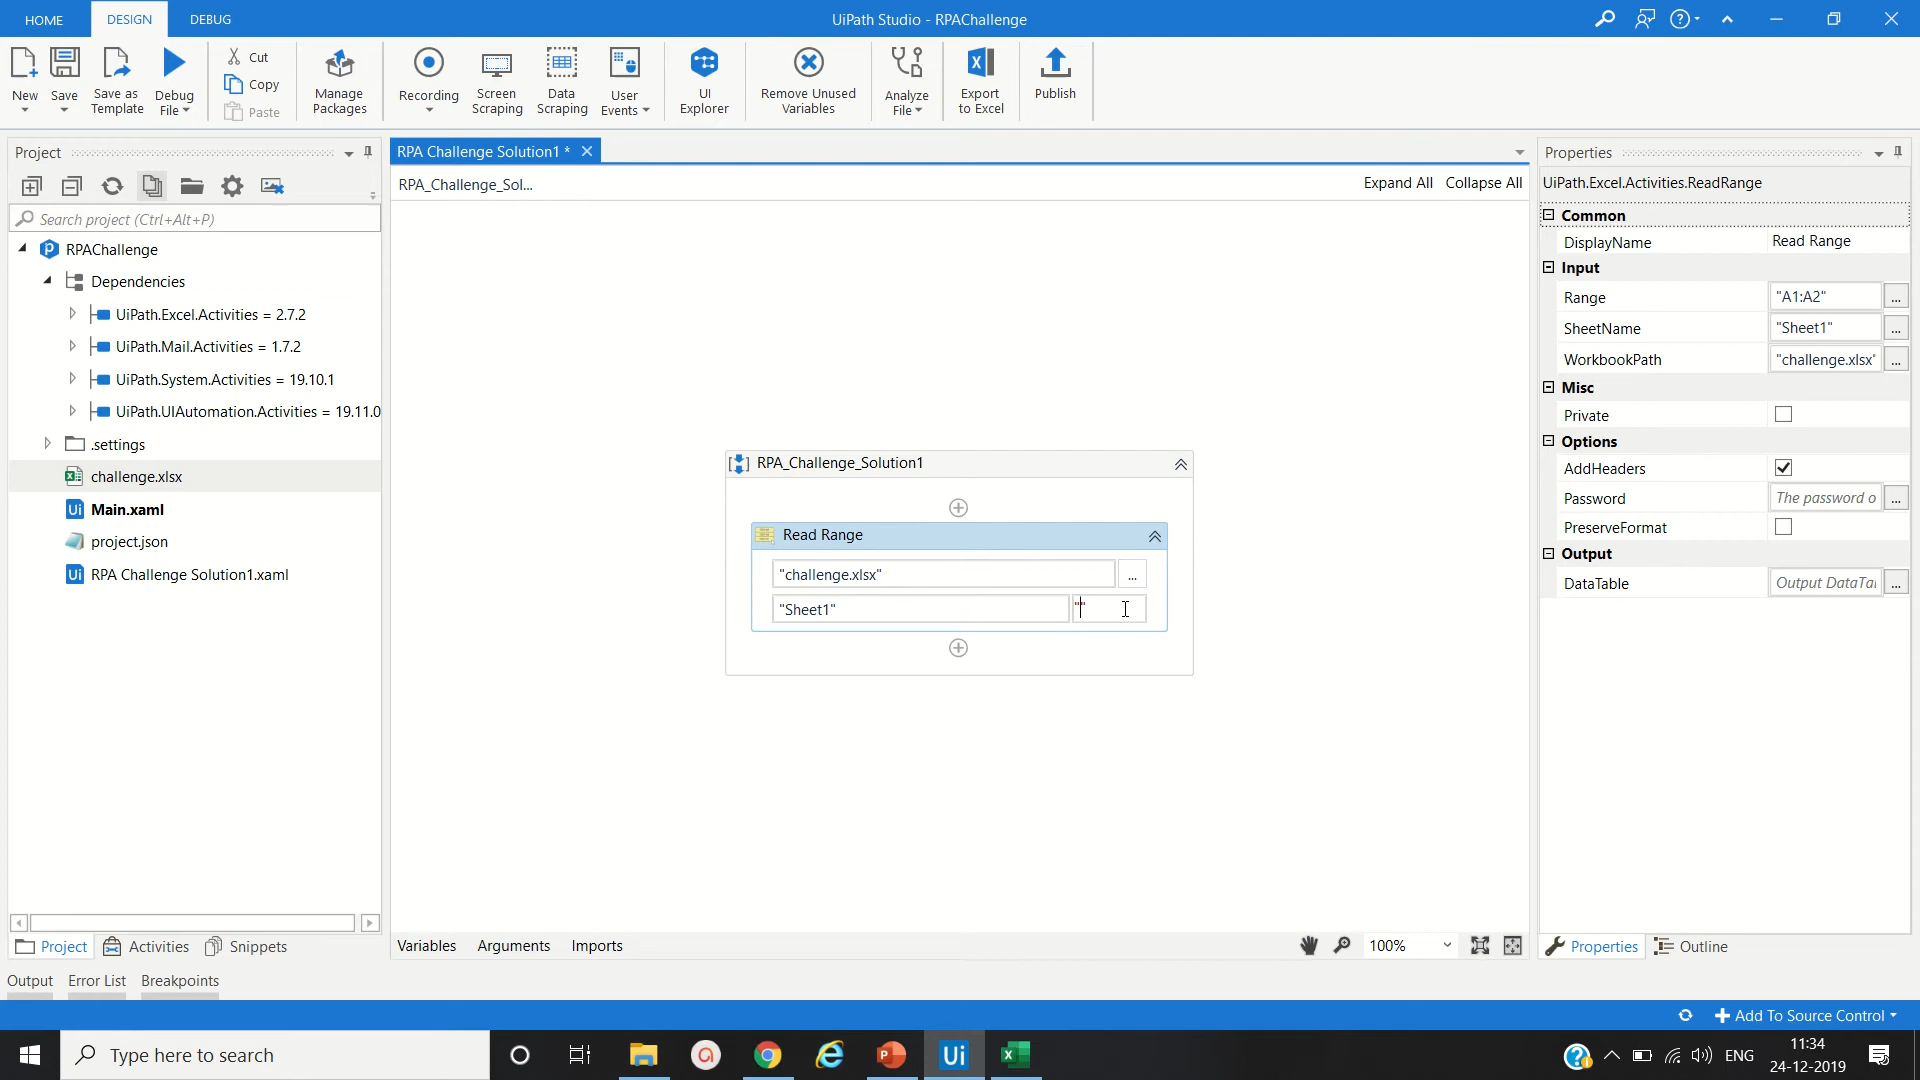 HOME
DESIGN
DEBUG
UiPath Studio - RPAChallenge
New
Save
Save as
Template
Debug
File
Cut
Copy
Paste
Manage
Packages
Recording
Screen
Scraping
Data
Scraping
User
Events
UI
Explorer
Remove Unused
Variables
Analyze
File
Export
to Excel
Publish
Project
Search project (Ctrl+Alt+P)
RPAChallenge
Dependencies
UiPath.Excel.Activities = 2.7.2
UiPath.Mail.Activities = 1.7.2
UiPath.System.Activities = 19.10.1
UiPath.UIAutomation.Activities = 19.11.0
.settings
challenge.xlsx
Main.xaml
project.json
RPA Challenge Solution1.xaml
Project
Activities
Snippets
Output
Error List
Breakpoints
RPA Challenge Solution1 *
RPA_Challenge_Sol...
Expand All
Collapse All
RPA_Challenge_Solution1
Read Range
"challenge.xlsx"
...
"Sheet1"
""
Variables
Arguments
Imports
100%
Properties
UiPath.Excel.Activities.ReadRange
Common
DisplayName Read Range
Input
Range "A1:A2" ...
SheetName "Sheet1" ...
WorkbookPath "challenge.xlsx" ...
Misc
Private
Options
AddHeaders
Password The password o ...
PreserveFormat
Output
DataTable Output DataTa ...
Properties
Outline
Add To Source Control
Type here to search
Ui
ENG
11:34
24-12-2019